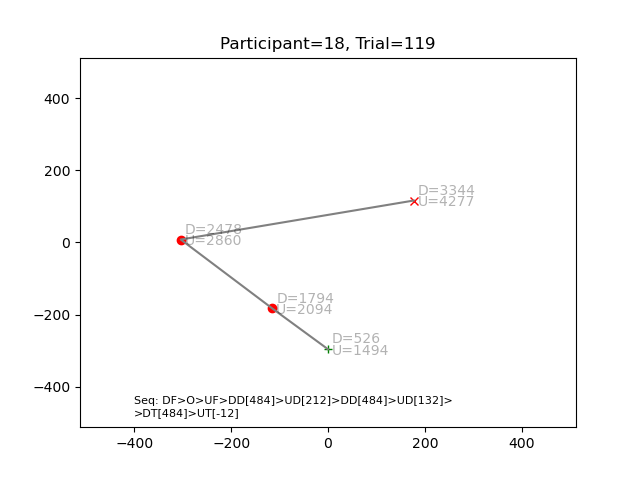 Participant=18, Trial=119
400
200
0
−200
−400
D=3344
U=4277
D=2478
U=2860
D=1794
U=2094
D=526
U=1494
Seq: DF>O>UF>DD[484]>UD[212]>DD[484]>UD[132]>
>DT[484]>UT[-12]
−400 −200 0 200 400